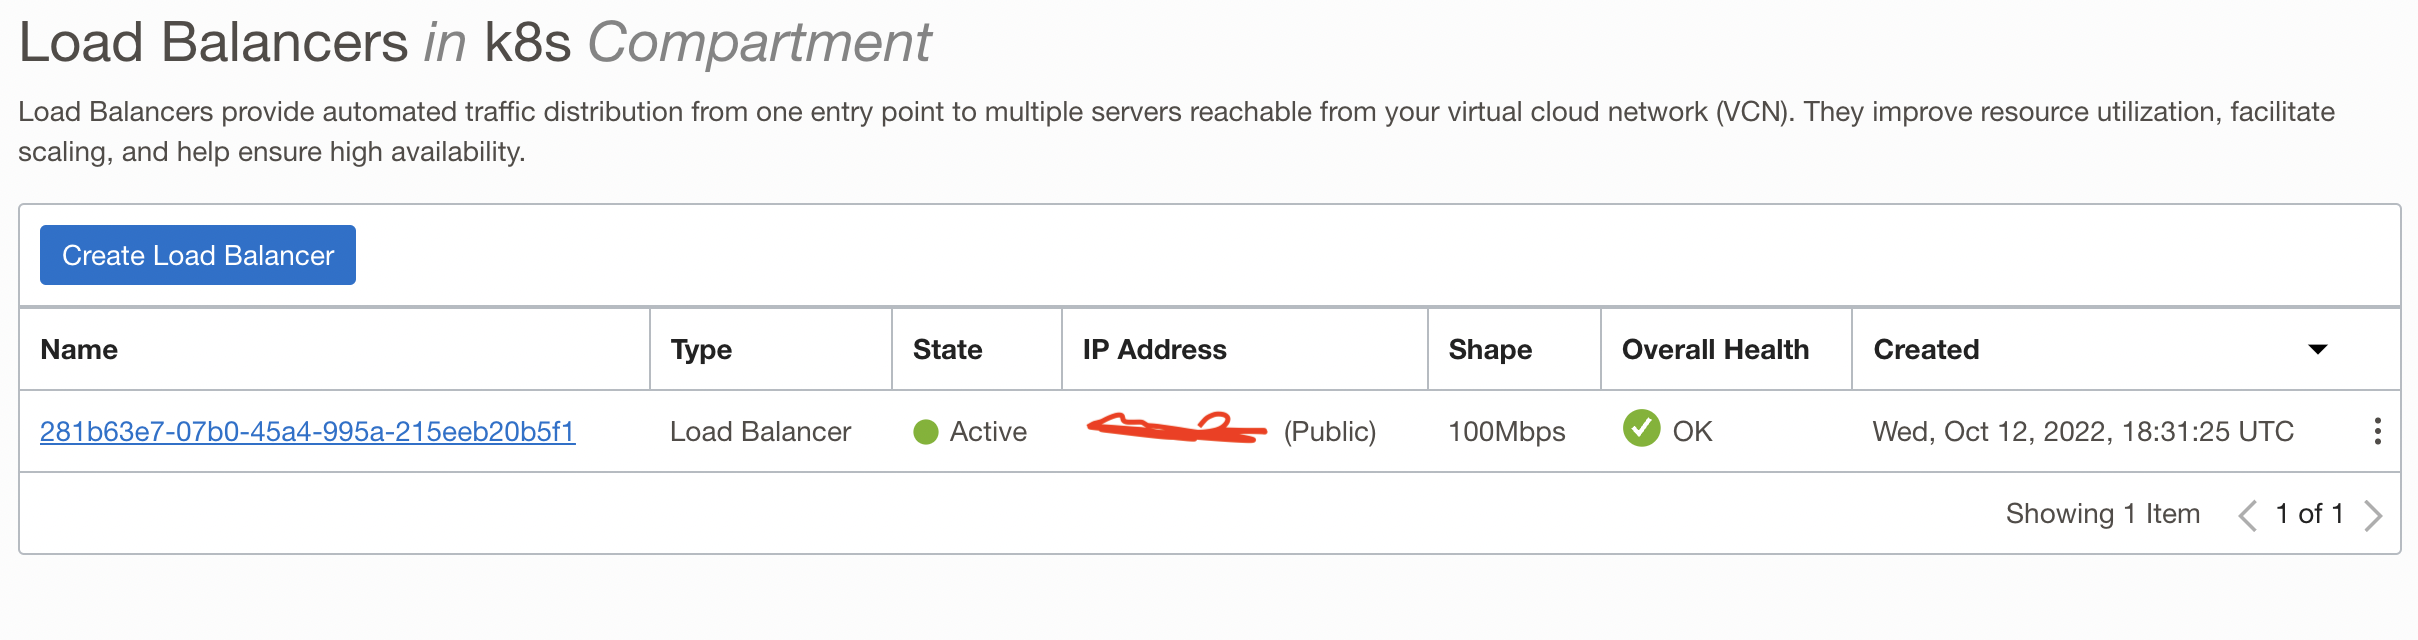 Load Balancers in k8s Compartment
Load Balancers provide automated traffic distribution from one entry point to multiple servers reachable from your virtual cloud network (VCN). They improve resource utilization, facilitate
scaling, and help ensure high availability.
Create Load Balancer
Name Type State IP Address Shape Overall Health Created
281b63e7-07b0-45a4-995a-215eeb20b5f1 Load Balancer Active (Public) 100Mbps OK Wed, Oct 12, 2022, 18:31:25 UTC
Showing 1 Item 1 of 1